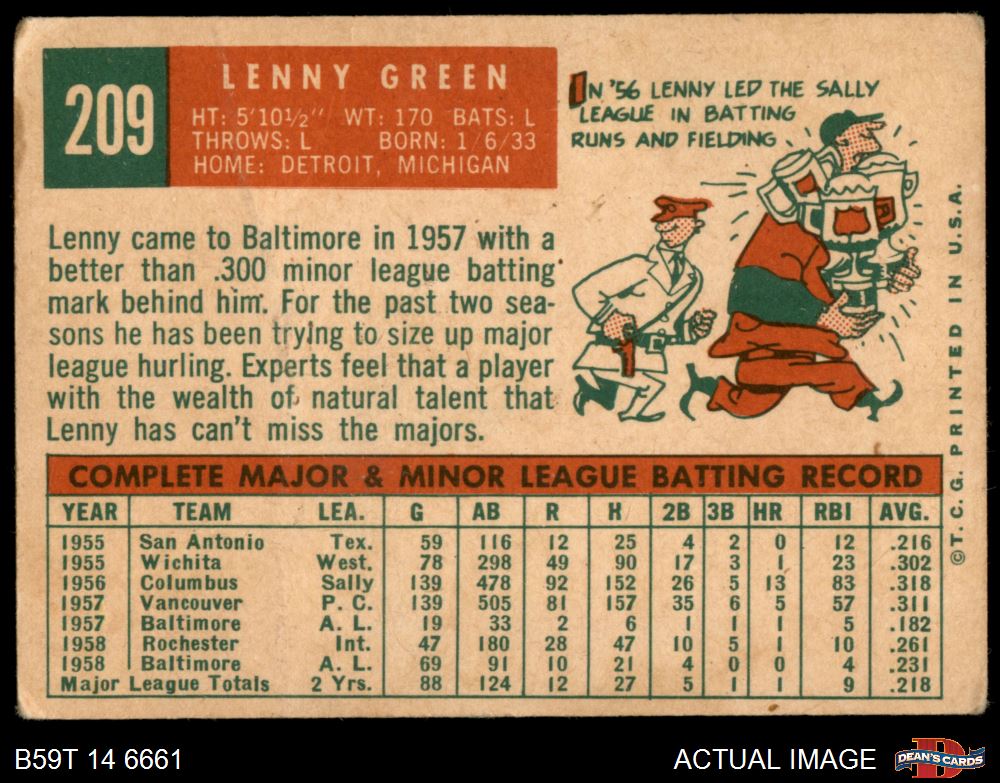 209
LENNY GREEN
HT: 5'10½" WT: 170 BATS: L
THROWS: L BORN: 1/6/33
HOME: DETROIT, MICHIGAN
IN '56 LENNY LED THE SALLY
LEAGUE IN BATTING
RUNS AND FIELDING
Lenny came to Baltimore in 1957 with a
better than .300 minor league batting
mark behind him. For the past two sea-
sons he has been trying to size up major
league hurling. Experts feel that a player
with the wealth of natural talent that
Lenny has can't miss the majors.
COMPLETE MAJOR & MINOR LEAGUE BATTING RECORD
YEAR TEAM LEA. G AB R H 2B 3B HR RBI AVG.
1955 San Antonio Tex. 59 116 12 25 4 2 0 12 .216
1955 Wichita West. 78 298 49 90 17 3 1 23 .302
1956 Columbus Sally 139 478 92 152 26 5 13 83 .318
1957 Vancouver P. C. 139 505 81 157 35 6 5 57 .311
1957 Baltimore A. L. 19 33 2 6 1 1 1 5 .182
1958 Rochester Int. 47 180 28 47 10 5 1 10 .261
1958 Baltimore A. L. 69 91 10 21 4 0 0 4 .231
Major League Totals 2 Yrs. 88 124 12 27 5 1 1 9 .218
©T. C. G. PRINTED IN U.S.A.
B59T 14 6661
ACTUAL IMAGE
DEAN'S CARDS